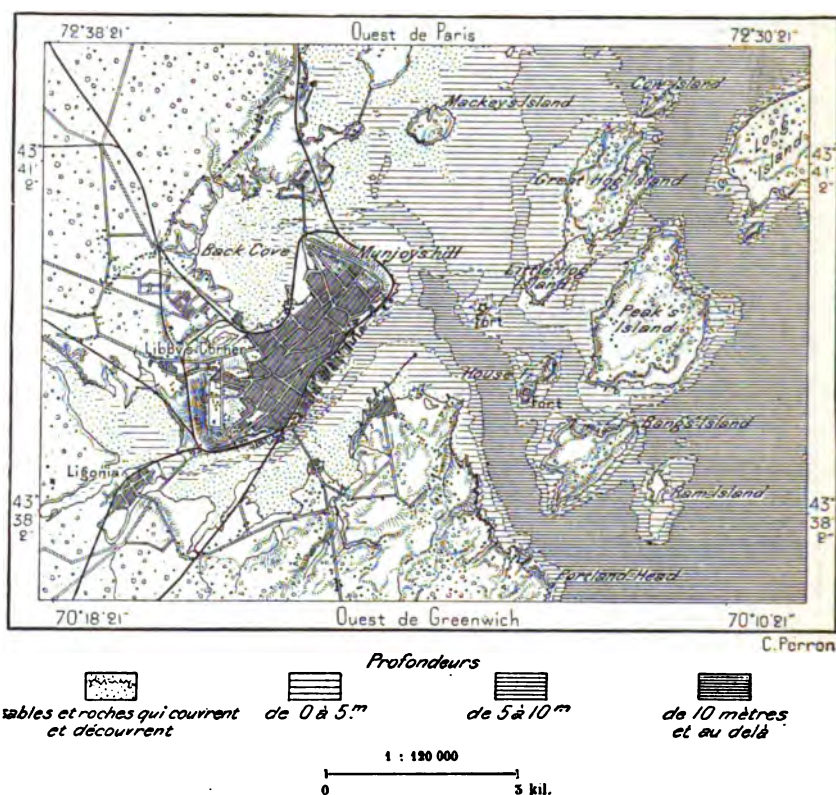 72°38'21" Ouest de Paris 72°30'21"
Cow Island
Mackey's Island
Long Island
43° 41' 2"
43° 41' 2"
Great Hog Island
Back Cove
Munjoy's hill
Little Hog Island
Peak's Island
Fort
Libby's Corner
House I.
Fort
Bang's Island
Ligonia
Ram Island
43° 38' 2"
43° 38' 2"
Portland Head
70°18'21" Ouest de Greenwich 70°10'21"
C. Perron
Profondeurs
sables et roches qui couvrent et découvrent
de 0 à 5.m
de 5 à 10m
de 10 mètres et au delà
1 : 120 000
0 3 kil.